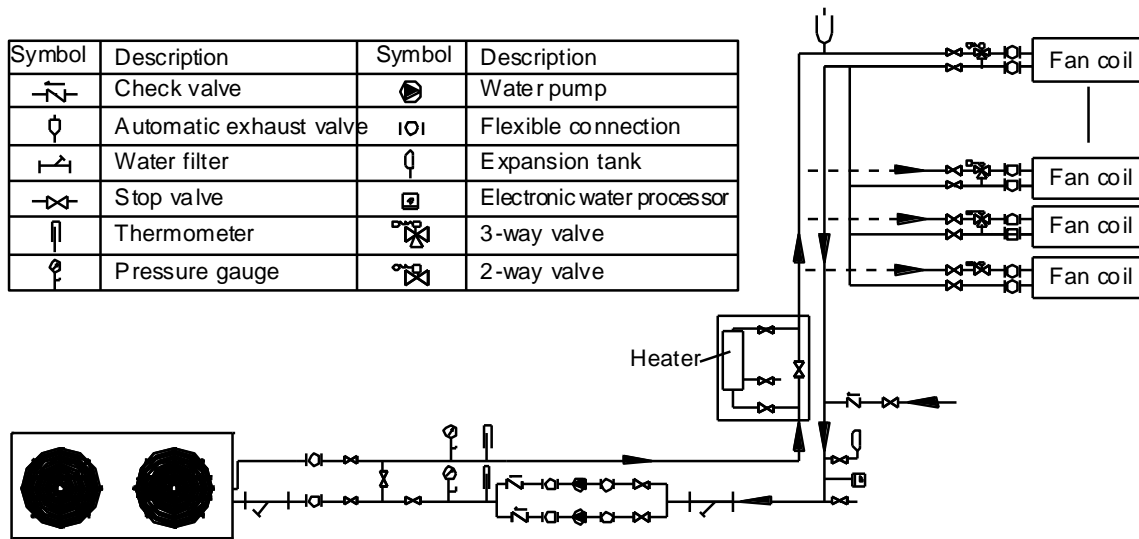 Symbol Description Symbol Description
Check valve Water pump
Automatic exhaust valve Flexible connection
Water filter Expansion tank
Stop valve Electronic water processor
Thermometer 3-way valve
Pressure gauge 2-way valve
Fan coil
Fan coil
Fan coil
Fan coil
Heater